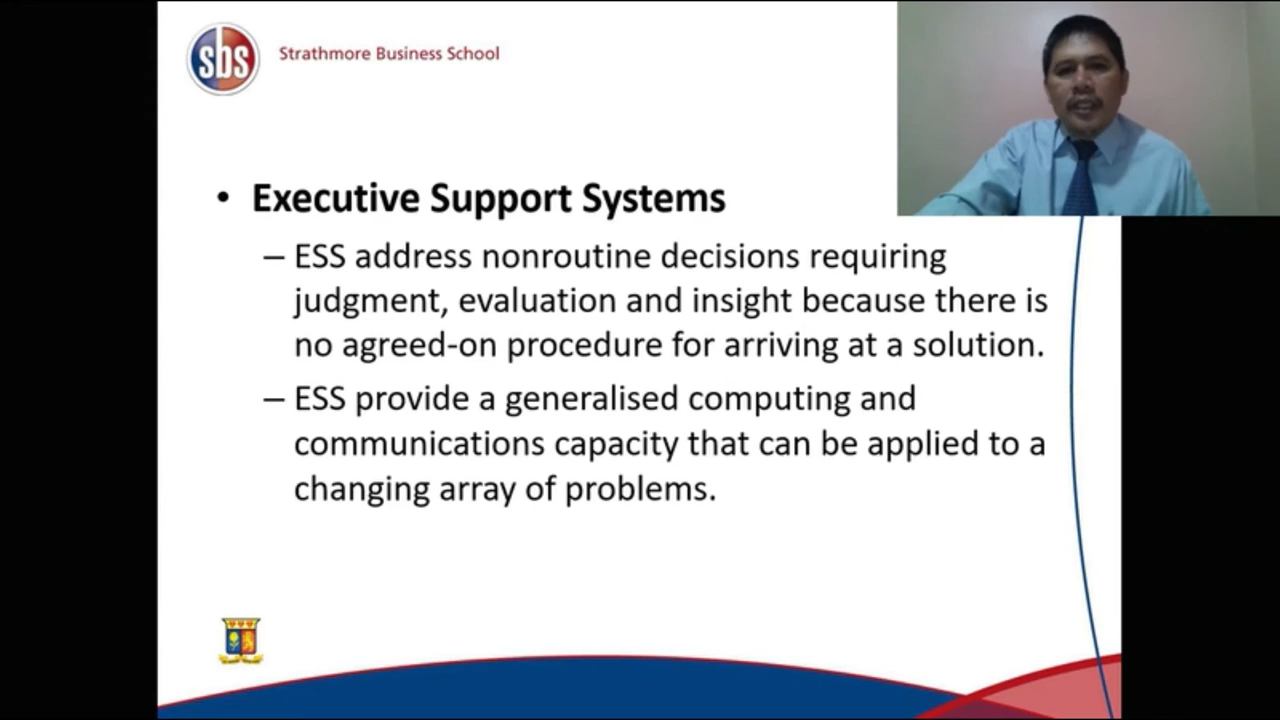 sbs
Strathmore Business School
• Executive Support Systems
– ESS address nonroutine decisions requiring
judgment, evaluation and insight because there is
no agreed-on procedure for arriving at a solution.
– ESS provide a generalised computing and
communications capacity that can be applied to a
changing array of problems.